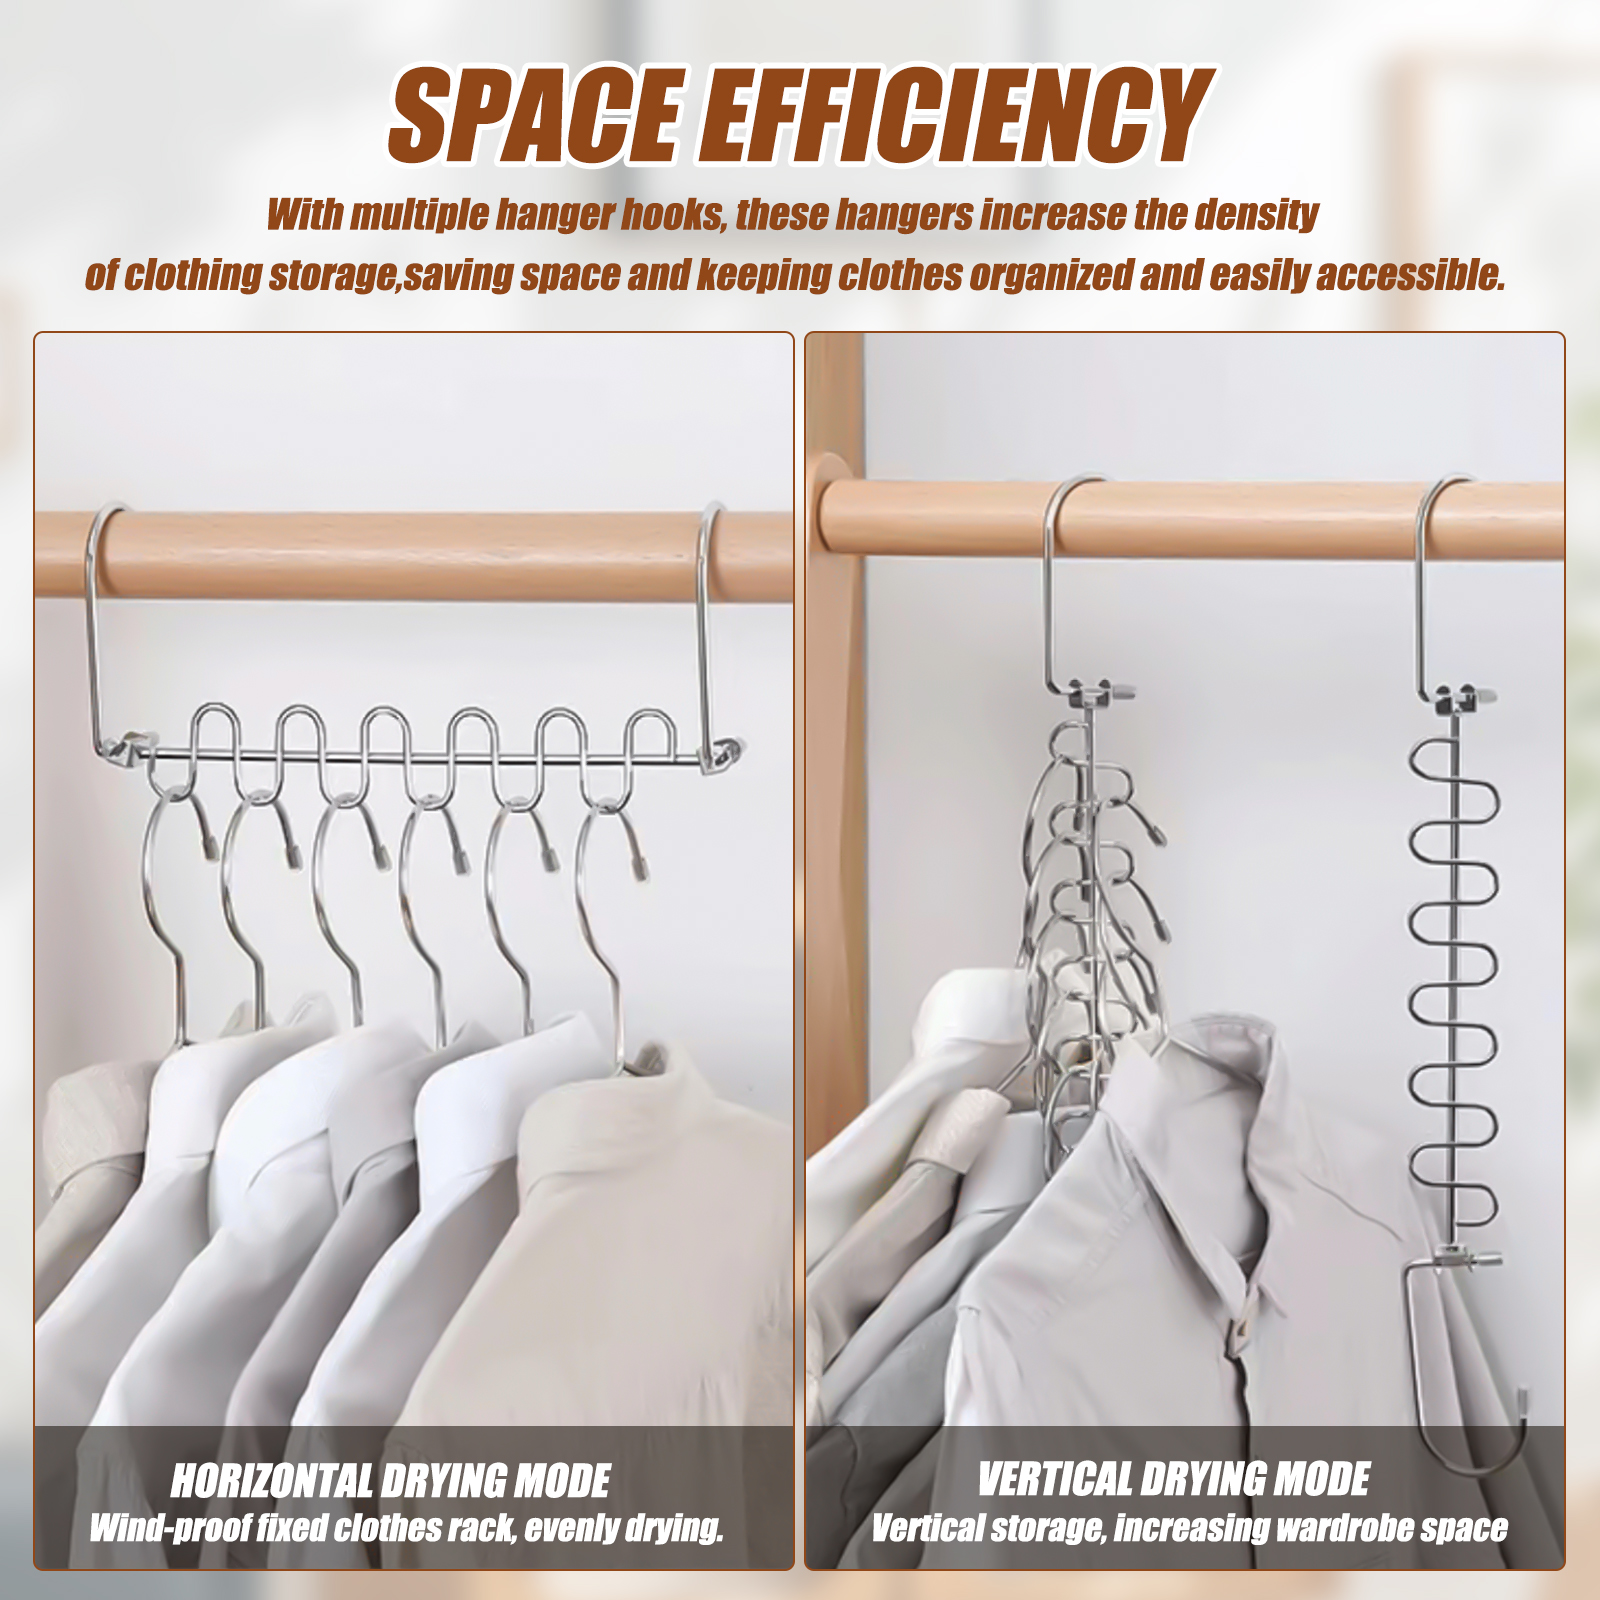 SPACE EFFICIENCY
With multiple hanger hooks, these hangers increase the density
of clothing storage,saving space and keeping clothes organized and easily accessible.
HORIZONTAL DRYING MODE
Wind-proof fixed clothes rack, evenly drying.
VERTICAL DRYING MODE
Vertical storage, increasing wardrobe space